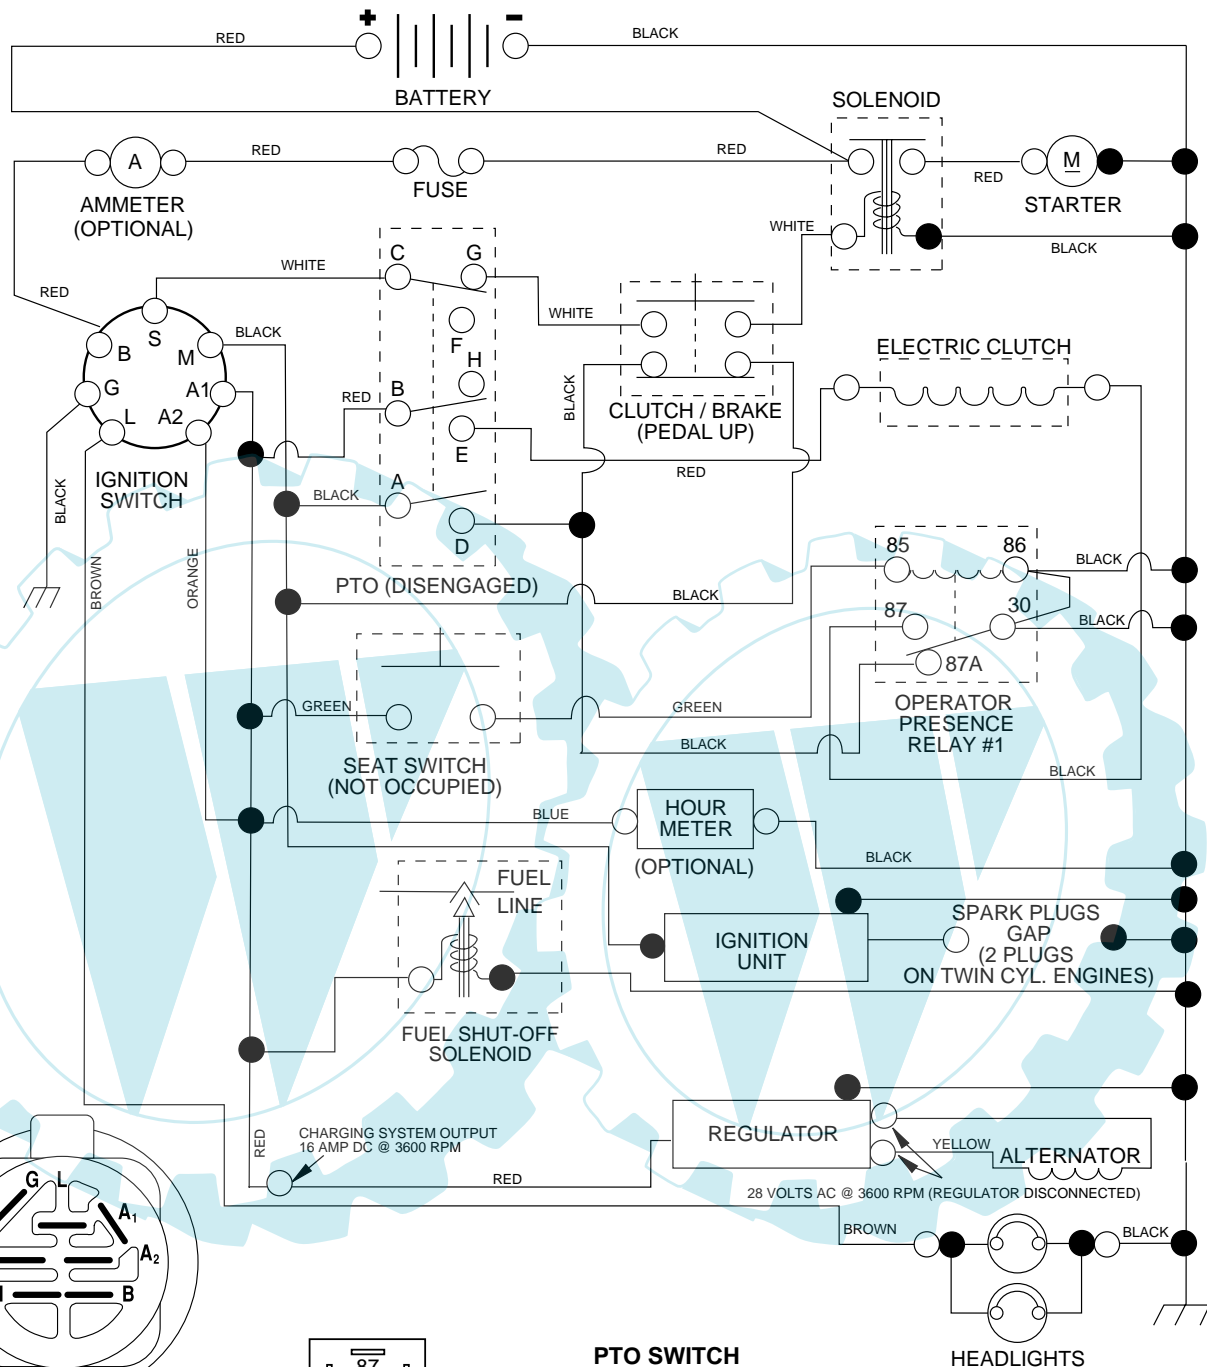 + -
RED
BLACK
BATTERY
SOLENOID
A
RED
FUSE
RED
RED
M
STARTER
AMMETER
(OPTIONAL)
WHITE
BLACK
RED
WHITE
C G
WHITE
S
B
M
BLACK
F
H
ELECTRIC CLUTCH
G
A1
L
A2
RED
B
BLACK
CLUTCH / BRAKE
(PEDAL UP)
E
RED
IGNITION
SWITCH
BLACK
BLACK
A
D
BROWN
ORANGE
PTO (DISENGAGED)
BLACK
85 86
BLACK
87 30
BLACK
87A
OPERATOR
PRESENCE
RELAY #1
GREEN
GREEN
BLACK
SEAT SWITCH
(NOT OCCUPIED)
BLACK
BLUE
HOUR
METER
(OPTIONAL)
BLACK
FUEL
LINE
IGNITION
UNIT
SPARK PLUGS
GAP
(2 PLUGS
ON TWIN CYL. ENGINES)
FUEL SHUT-OFF
SOLENOID
RED
CHARGING SYSTEM OUTPUT
16 AMP DC @ 3600 RPM
REGULATOR
YELLOW
ALTERNATOR
RED
28 VOLTS AC @ 3600 RPM (REGULATOR DISCONNECTED)
G L
A1
A2
B
BROWN
BLACK
HEADLIGHTS
87
PTO SWITCH